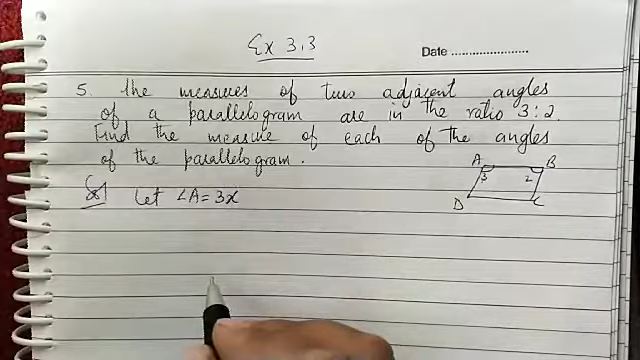 Ex 3.3
Date ........................
5. The measures of two adjacent angles
of a parallelogram are in the ratio 3:2
Find the measure of each of the angles
of the parallelogram.
A B
3 2
D C
Sol Let ∠A = 3x